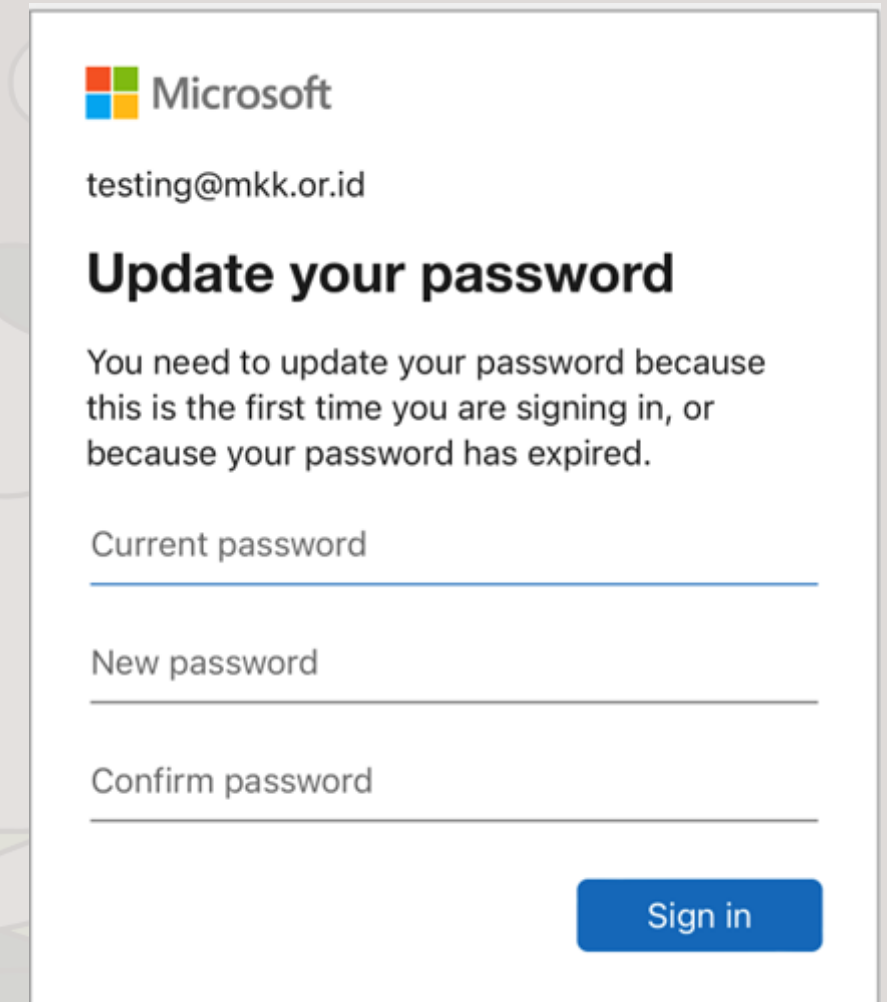 Microsoft
testing@mkk.or.id
Update your password
You need to update your password because
this is the first time you are signing in, or
because your password has expired.
Current password
New password
Confirm password
Sign in